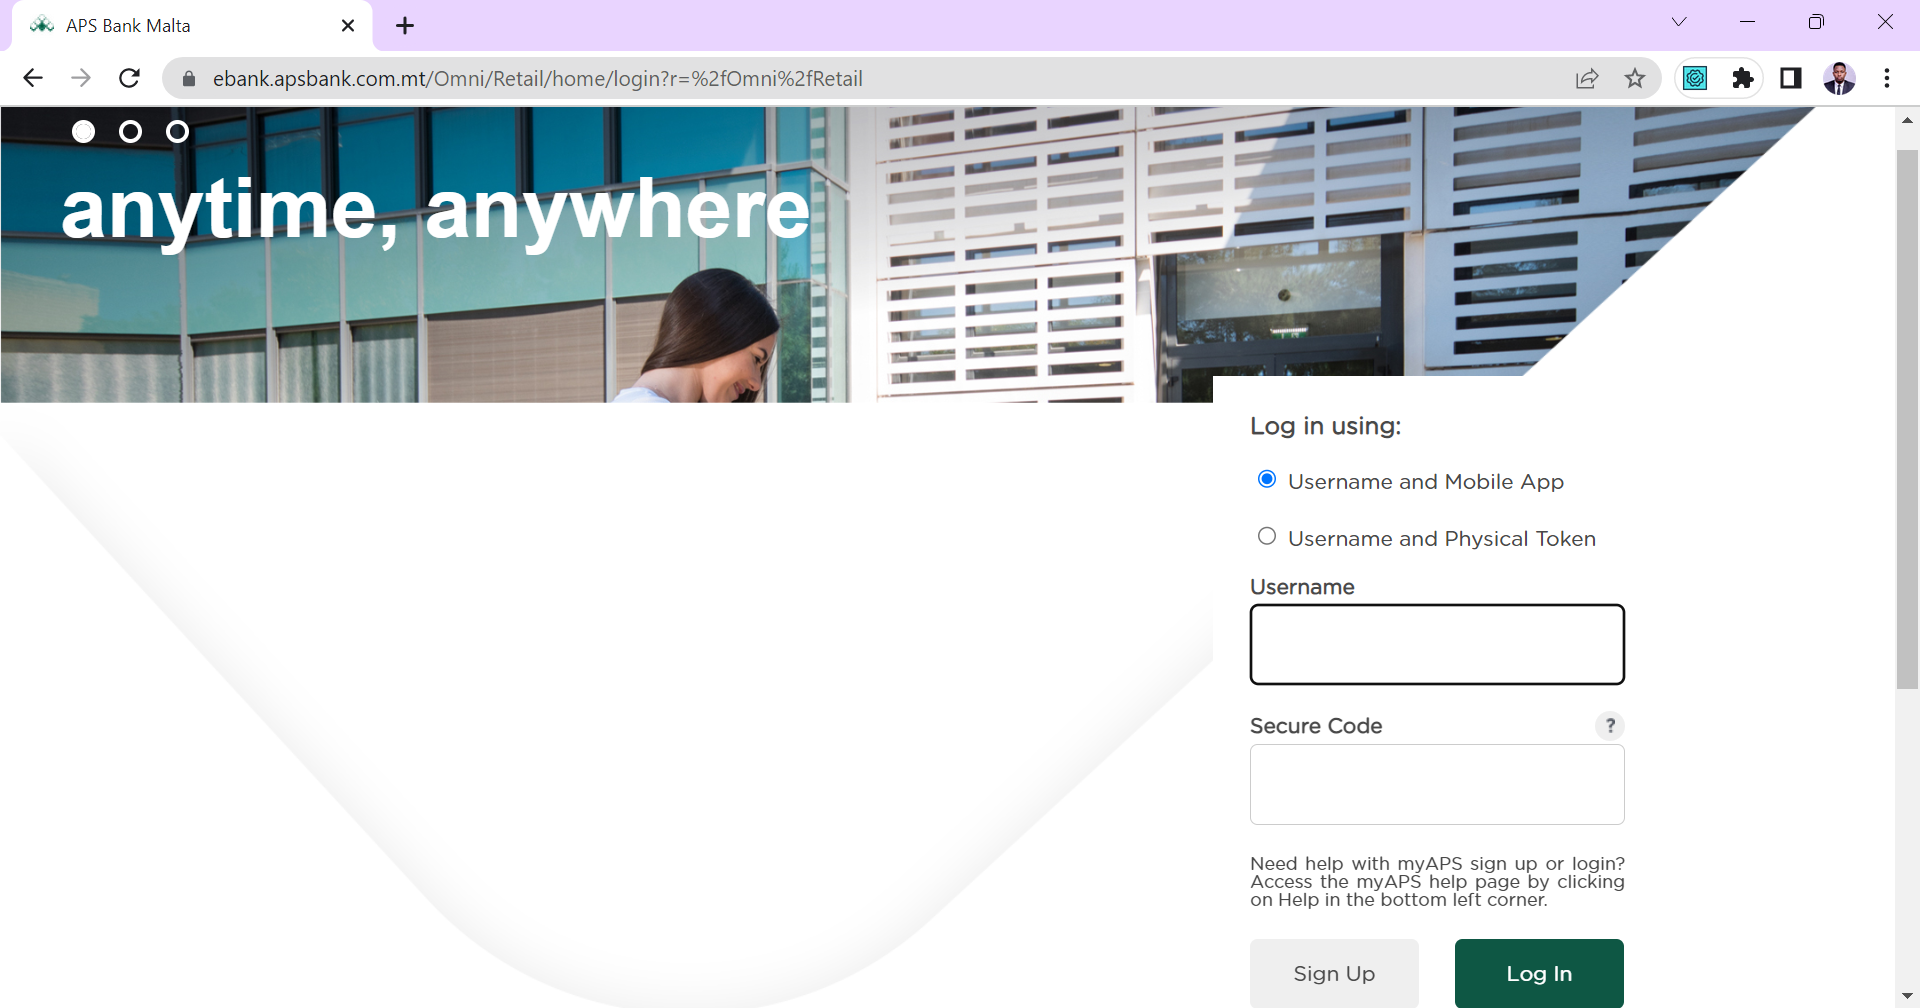 APS Bank Malta
ebank.apsbank.com.mt/Omni/Retail/home/login?r=%2fOmni%2fRetail
anytime, anywhere
Log in using:
Username and Mobile App
Username and Physical Token
Username
Secure Code
?
Need help with myAPS sign up or login?
Access the myAPS help page by clicking
on Help in the bottom left corner.
Sign Up
Log In